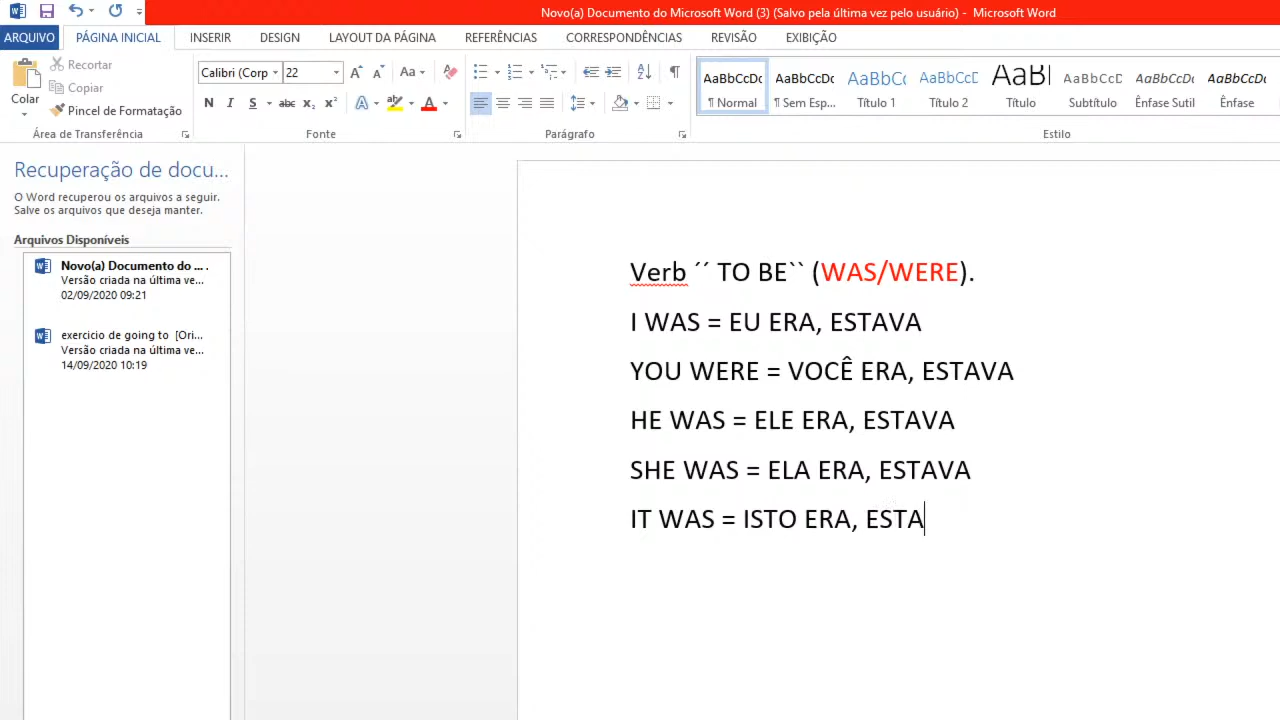 Novo(a) Documento do Microsoft Word (3) (Salvo pela última vez pelo usuário) - Microsoft Word
ARQUIVO PÁGINA INICIAL INSERIR DESIGN LAYOUT DA PÁGINA REFERÊNCIAS CORRESPONDÊNCIAS REVISÃO EXIBIÇÃO
Colar
Recortar
Copiar
Pincel de Formatação
Área de Transferência
Calibri (Corp 22
Fonte
Parágrafo
AaBbCcDc AaBbCcDc AaBbCc AaBbCcD AaBl AaBbCcD AaBbCcDc AaBbCcDc
¶ Normal ¶ Sem Esp... Título 1 Título 2 Título Subtítulo Ênfase Sutil Ênfase
Estilo
Recuperação de docu...
O Word recuperou os arquivos a seguir.
Salve os arquivos que deseja manter.
Arquivos Disponíveis
Novo(a) Documento do ... .
Versão criada na última ve...
02/09/2020 09:21
exercicio de going to [Ori...
Versão criada na última ve...
14/09/2020 10:19
Verb ´´ TO BE`` (WAS/WERE).
I WAS = EU ERA, ESTAVA
YOU WERE = VOCÊ ERA, ESTAVA
HE WAS = ELE ERA, ESTAVA
SHE WAS = ELA ERA, ESTAVA
IT WAS = ISTO ERA, ESTA